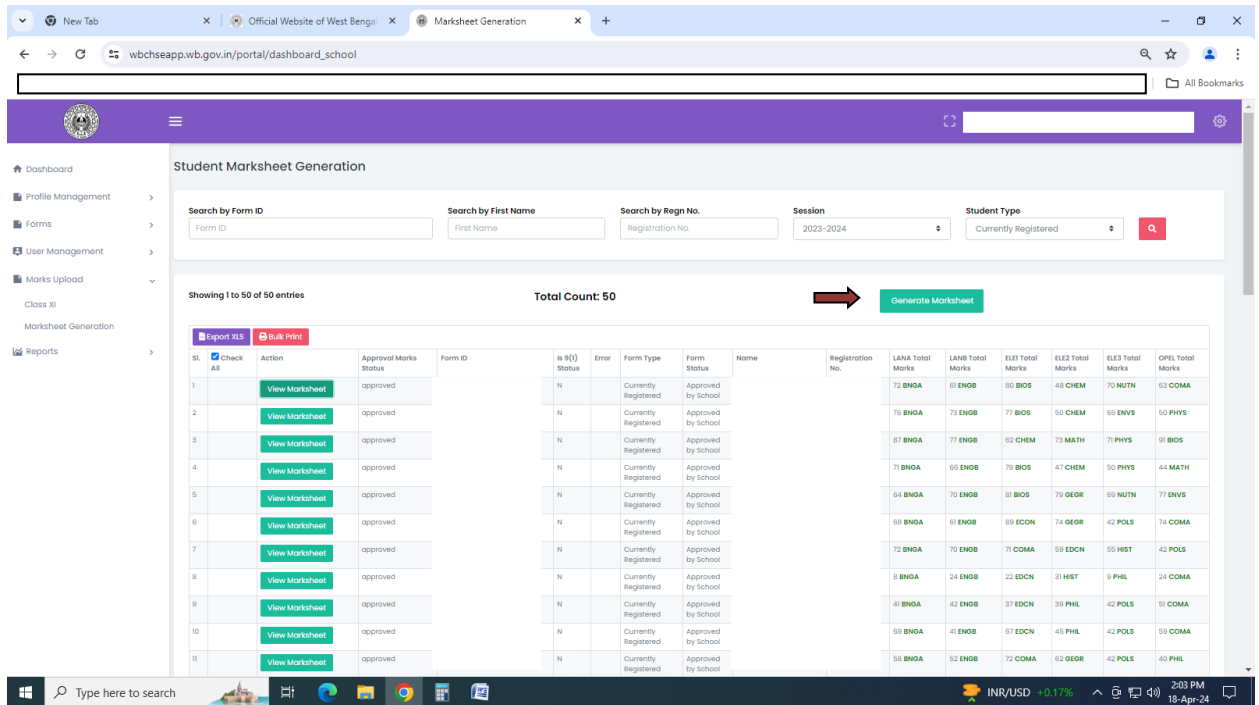 New Tab
Official Website of West Benga
Marksheet Generation
wbchseapp.wb.gov.in/portal/dashboard_school
All Bookmarks
Dashboard
Profile Management
Forms
User Management
Marks Upload
Class XI
Marksheet Generation
Reports
Student Marksheet Generation
Search by Form ID Search by First Name Search by Regn No. Session Student Type
Form ID First Name Registration No. 2023-2024 Currently Registered
Showing 1 to 50 of 50 entries Total Count: 50 Generate Marksheet
Export XLS Bulk Print
Sl. Check All Action Approval Marks Status Form ID Is 9(1) Status Error Form Type Form Status Name Registration No. LANA Total Marks LANB Total Marks ELE1 Total Marks ELE2 Total Marks ELE3 Total Marks OPEL Total Marks
1 View Marksheet approved N Currently Registered Approved by School 72 BNGA 61 ENGB 80 BIOS 48 CHEM 70 NUTN 63 COMA
2 View Marksheet approved N Currently Registered Approved by School 76 BNGA 73 ENGB 77 BIOS 50 CHEM 65 ENVS 50 PHYS
3 View Marksheet approved N Currently Registered Approved by School 87 BNGA 77 ENGB 62 CHEM 73 MATH 71 PHYS 91 BIOS
4 View Marksheet approved N Currently Registered Approved by School 71 BNGA 66 ENGB 79 BIOS 47 CHEM 50 PHYS 44 MATH
5 View Marksheet approved N Currently Registered Approved by School 64 BNGA 70 ENGB 81 BIOS 79 GEGR 69 NUTN 77 ENVS
6 View Marksheet approved N Currently Registered Approved by School 68 BNGA 61 ENGB 89 ECON 74 GEGR 42 POLS 74 COMA
7 View Marksheet approved N Currently Registered Approved by School 72 BNGA 70 ENGB 71 COMA 59 EDCN 55 HIST 42 POLS
8 View Marksheet approved N Currently Registered Approved by School 8 BNGA 24 ENGB 22 EDCN 31 HIST 9 PHIL 24 COMA
9 View Marksheet approved N Currently Registered Approved by School 41 BNGA 42 ENGB 37 EDCN 39 PHIL 42 POLS 51 COMA
10 View Marksheet approved N Currently Registered Approved by School 69 BNGA 41 ENGB 67 EDCN 45 PHIL 42 POLS 59 COMA
11 View Marksheet approved N Currently Registered Approved by School 58 BNGA 52 ENGB 72 COMA 62 GEGR 42 POLS 40 PHIL
Type here to search INR/USD +0.17% 2:03 PM
18-Apr-24